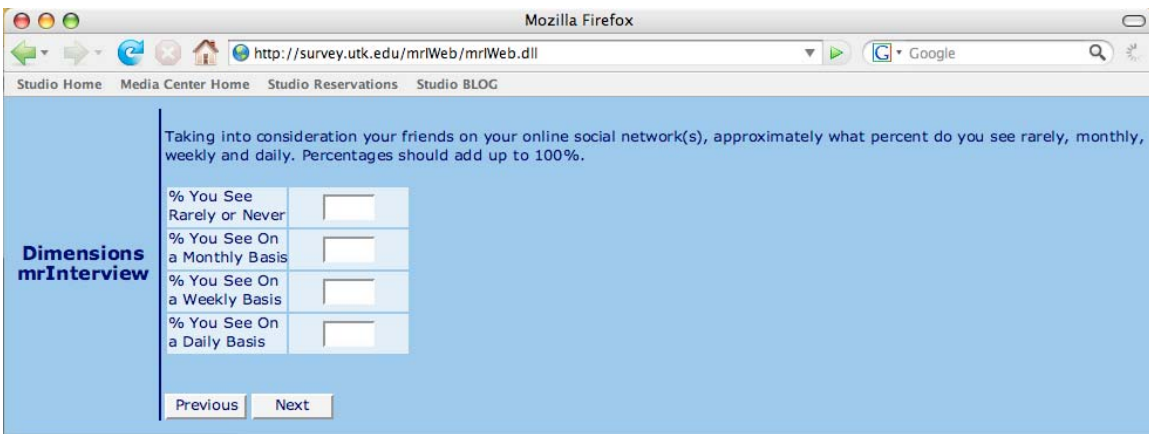 Mozilla Firefox
http://survey.utk.edu/mrIWeb/mrIWeb.dll
G Google
Studio Home Media Center Home Studio Reservations Studio BLOG
Taking into consideration your friends on your online social network(s), approximately what percent do you see rarely, monthly,
weekly and daily. Percentages should add up to 100%.
% You See
Rarely or Never
% You See On
a Monthly Basis
% You See On
a Weekly Basis
% You See On
a Daily Basis
Dimensions
mrInterview
Previous Next